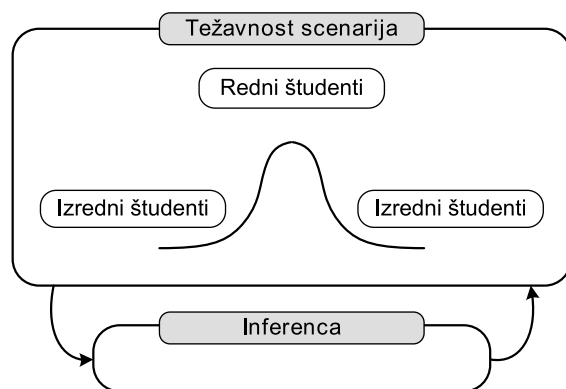 Težavnost scenarija
Redni študenti
Izredni študenti
Izredni študenti
Inferenca